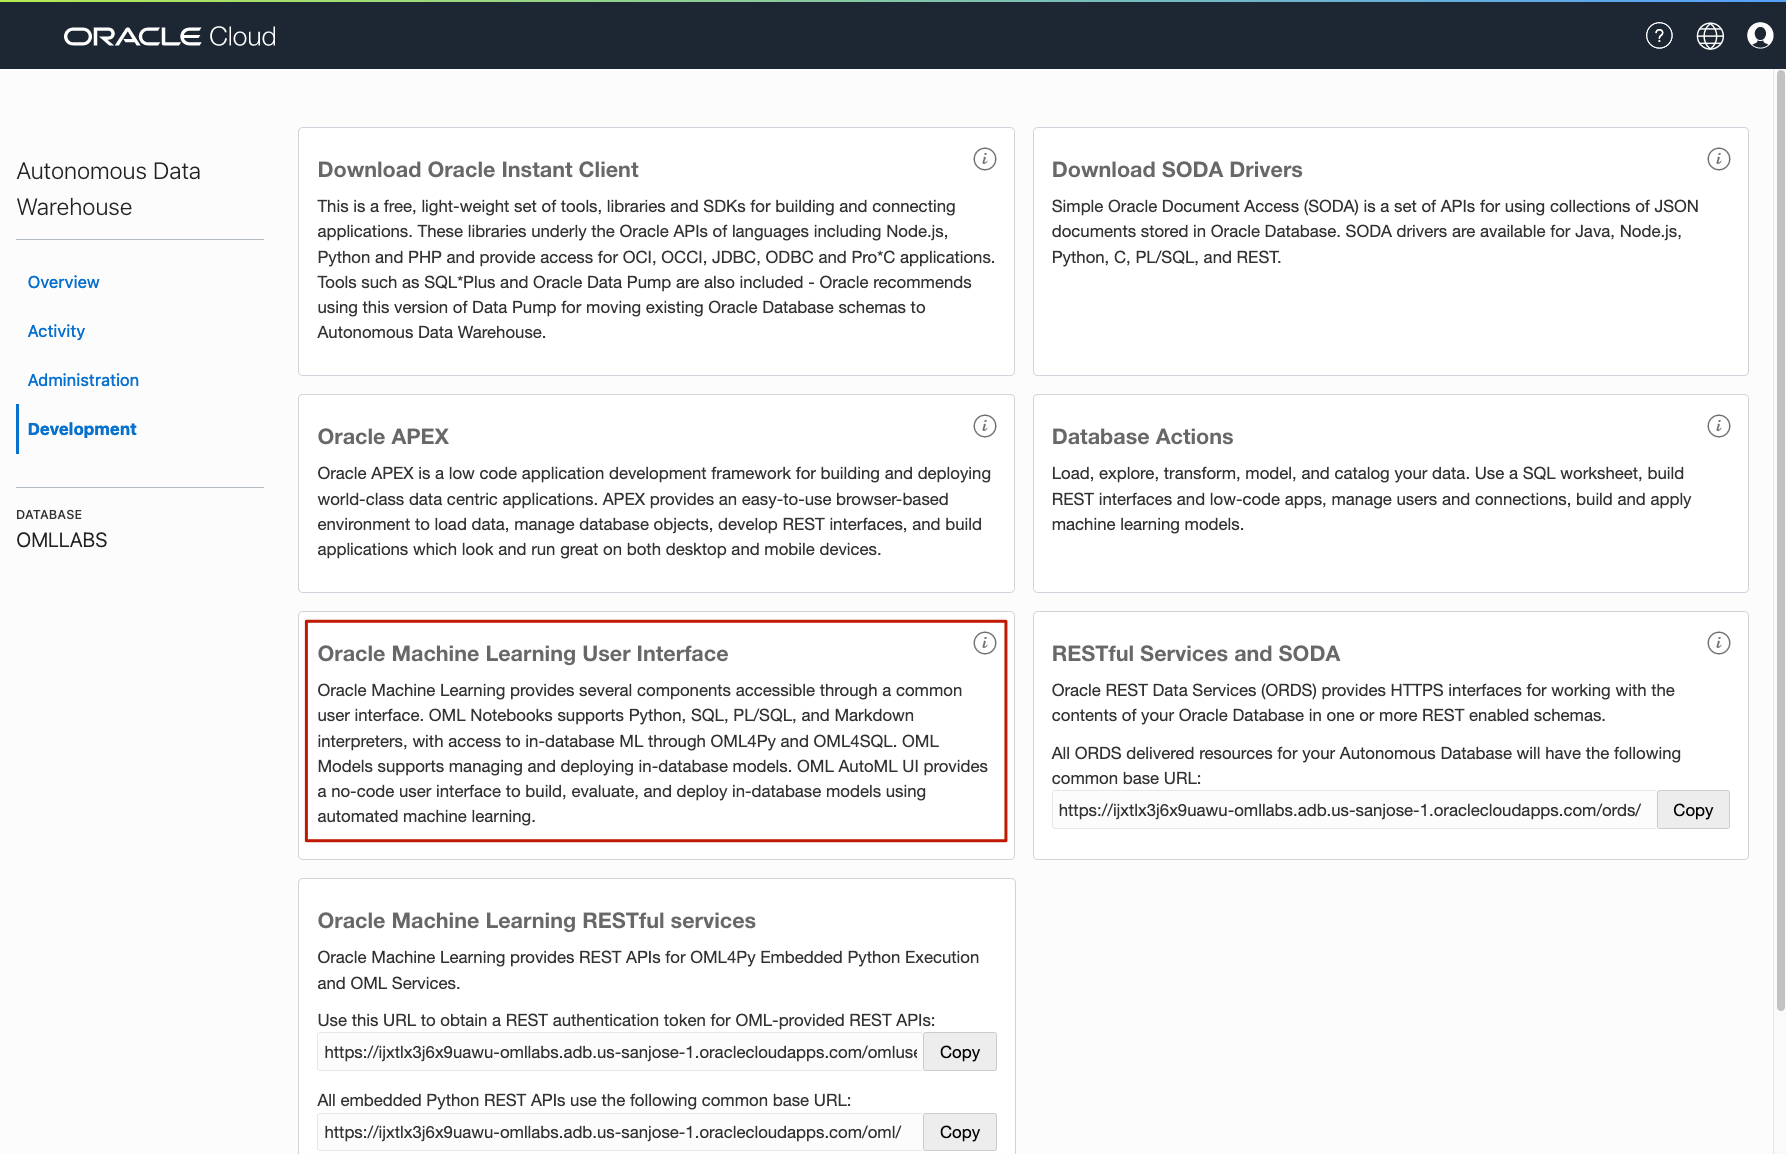 ORACLE Cloud
Autonomous Data
Warehouse
Overview
Activity
Administration
Development
DATABASE
OMLLABS
Download Oracle Instant Client
This is a free, light-weight set of tools, libraries and SDKs for building and connecting
applications. These libraries underly the Oracle APIs of languages including Node.js,
Python and PHP and provide access for OCI, OCCI, JDBC, ODBC and Pro*C applications.
Tools such as SQL*Plus and Oracle Data Pump are also included - Oracle recommends
using this version of Data Pump for moving existing Oracle Database schemas to
Autonomous Data Warehouse.
Download SODA Drivers
Simple Oracle Document Access (SODA) is a set of APIs for using collections of JSON
documents stored in Oracle Database. SODA drivers are available for Java, Node.js,
Python, C, PL/SQL, and REST.
Oracle APEX
Oracle APEX is a low code application development framework for building and deploying
world-class data centric applications. APEX provides an easy-to-use browser-based
environment to load data, manage database objects, develop REST interfaces, and build
applications which look and run great on both desktop and mobile devices.
Database Actions
Load, explore, transform, model, and catalog your data. Use a SQL worksheet, build
REST interfaces and low-code apps, manage users and connections, build and apply
machine learning models.
Oracle Machine Learning User Interface
Oracle Machine Learning provides several components accessible through a common
user interface. OML Notebooks supports Python, SQL, PL/SQL, and Markdown
interpreters, with access to in-database ML through OML4Py and OML4SQL. OML
Models supports managing and deploying in-database models. OML AutoML UI provides
a no-code user interface to build, evaluate, and deploy in-database models using
automated machine learning.
RESTful Services and SODA
Oracle REST Data Services (ORDS) provides HTTPS interfaces for working with the
contents of your Oracle Database in one or more REST enabled schemas.
All ORDS delivered resources for your Autonomous Database will have the following
common base URL:
https://ijxtlx3j6x9uawu-omllabs.adb.us-sanjose-1.oraclecloudapps.com/ords/ Copy
Oracle Machine Learning RESTful services
Oracle Machine Learning provides REST APIs for OML4Py Embedded Python Execution
and OML Services.
Use this URL to obtain a REST authentication token for OML-provided REST APIs:
https://ijxtlx3j6x9uawu-omllabs.adb.us-sanjose-1.oraclecloudapps.com/omluse Copy
All embedded Python REST APIs use the following common base URL:
https://ijxtlx3j6x9uawu-omllabs.adb.us-sanjose-1.oraclecloudapps.com/oml/ Copy